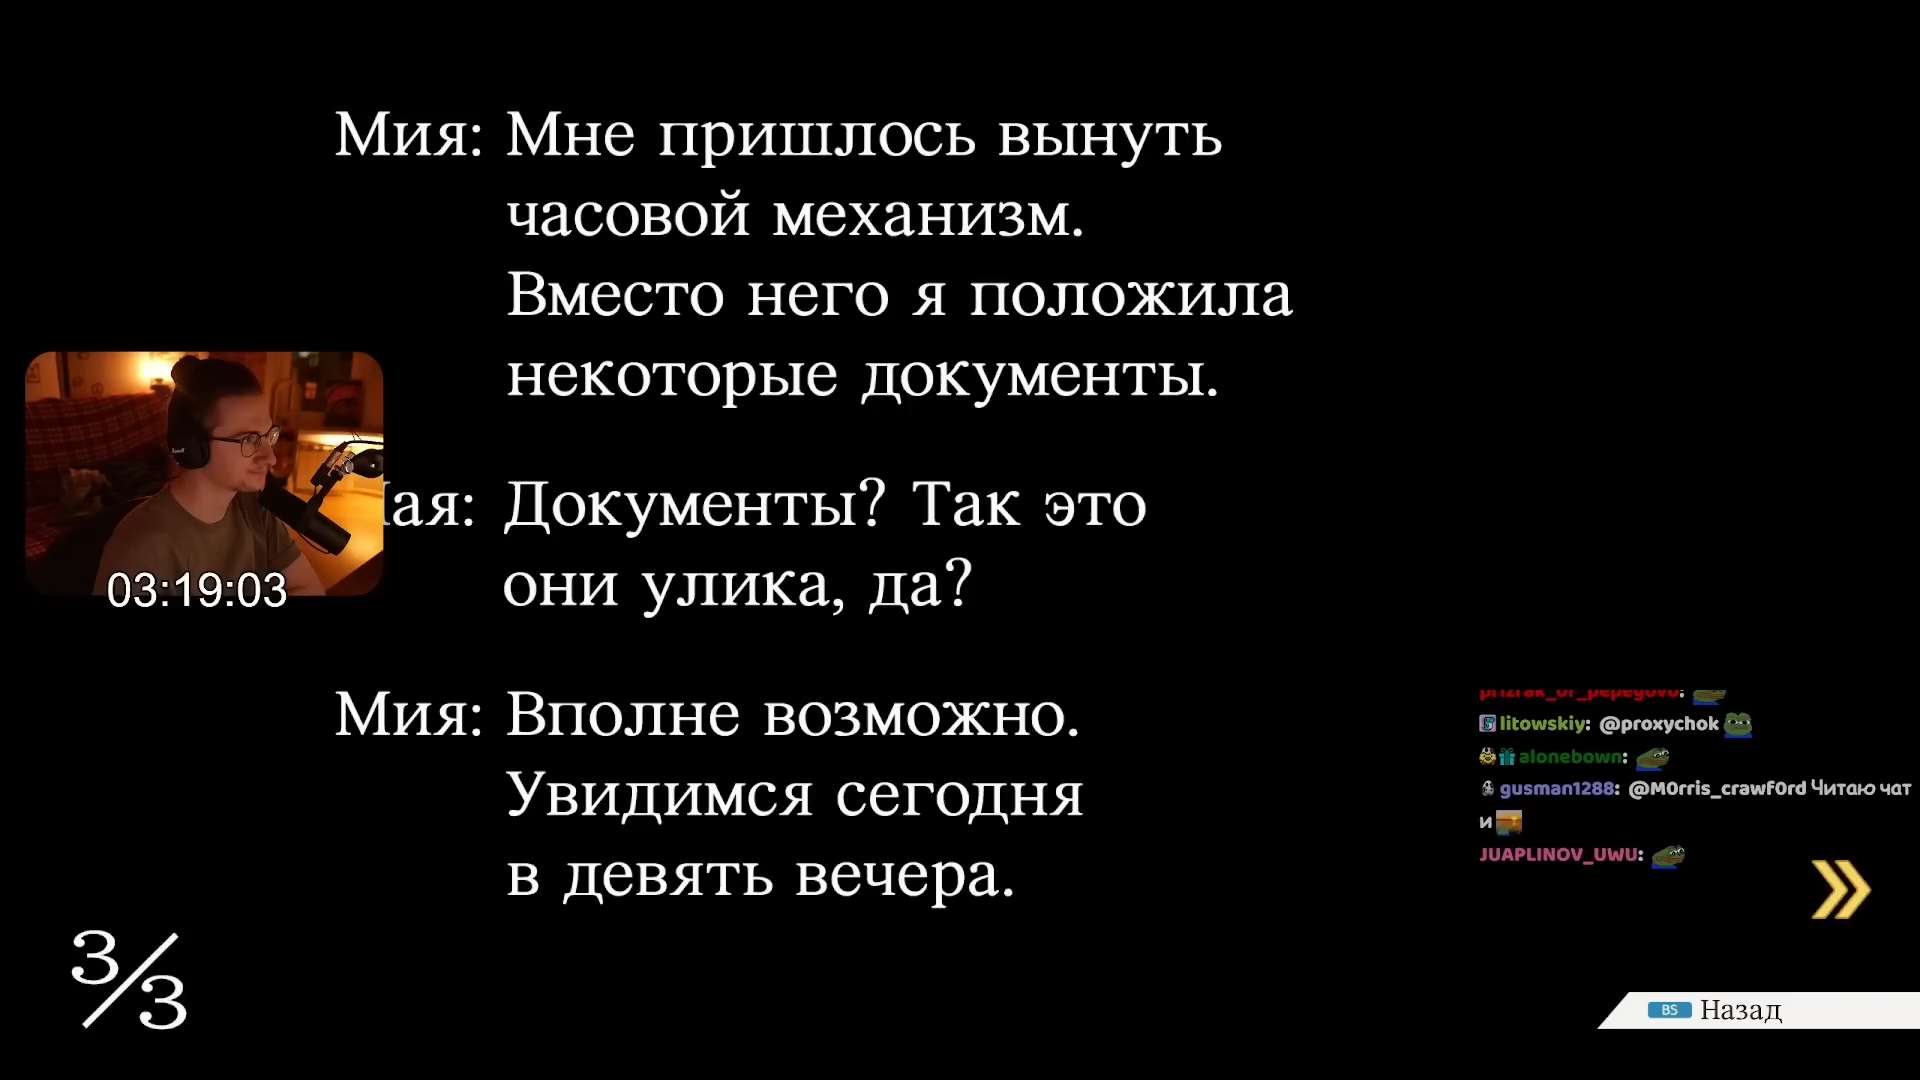 Мия: Мне пришлось вынуть
часовой механизм.
Вместо него я положила
некоторые документы.
ая: Документы? Так это
они улика, да?
Мия: Вполне возможно.
Увидимся сегодня
в девять вечера.
03:19:03
prizrak_of_pepegovo:
litowskiy: @proxychok
alonebown:
gusman1288: @M0rris_crawf0rd Читаю чат
и
JUAPLINOV_UWU:
3/3
BS Назад